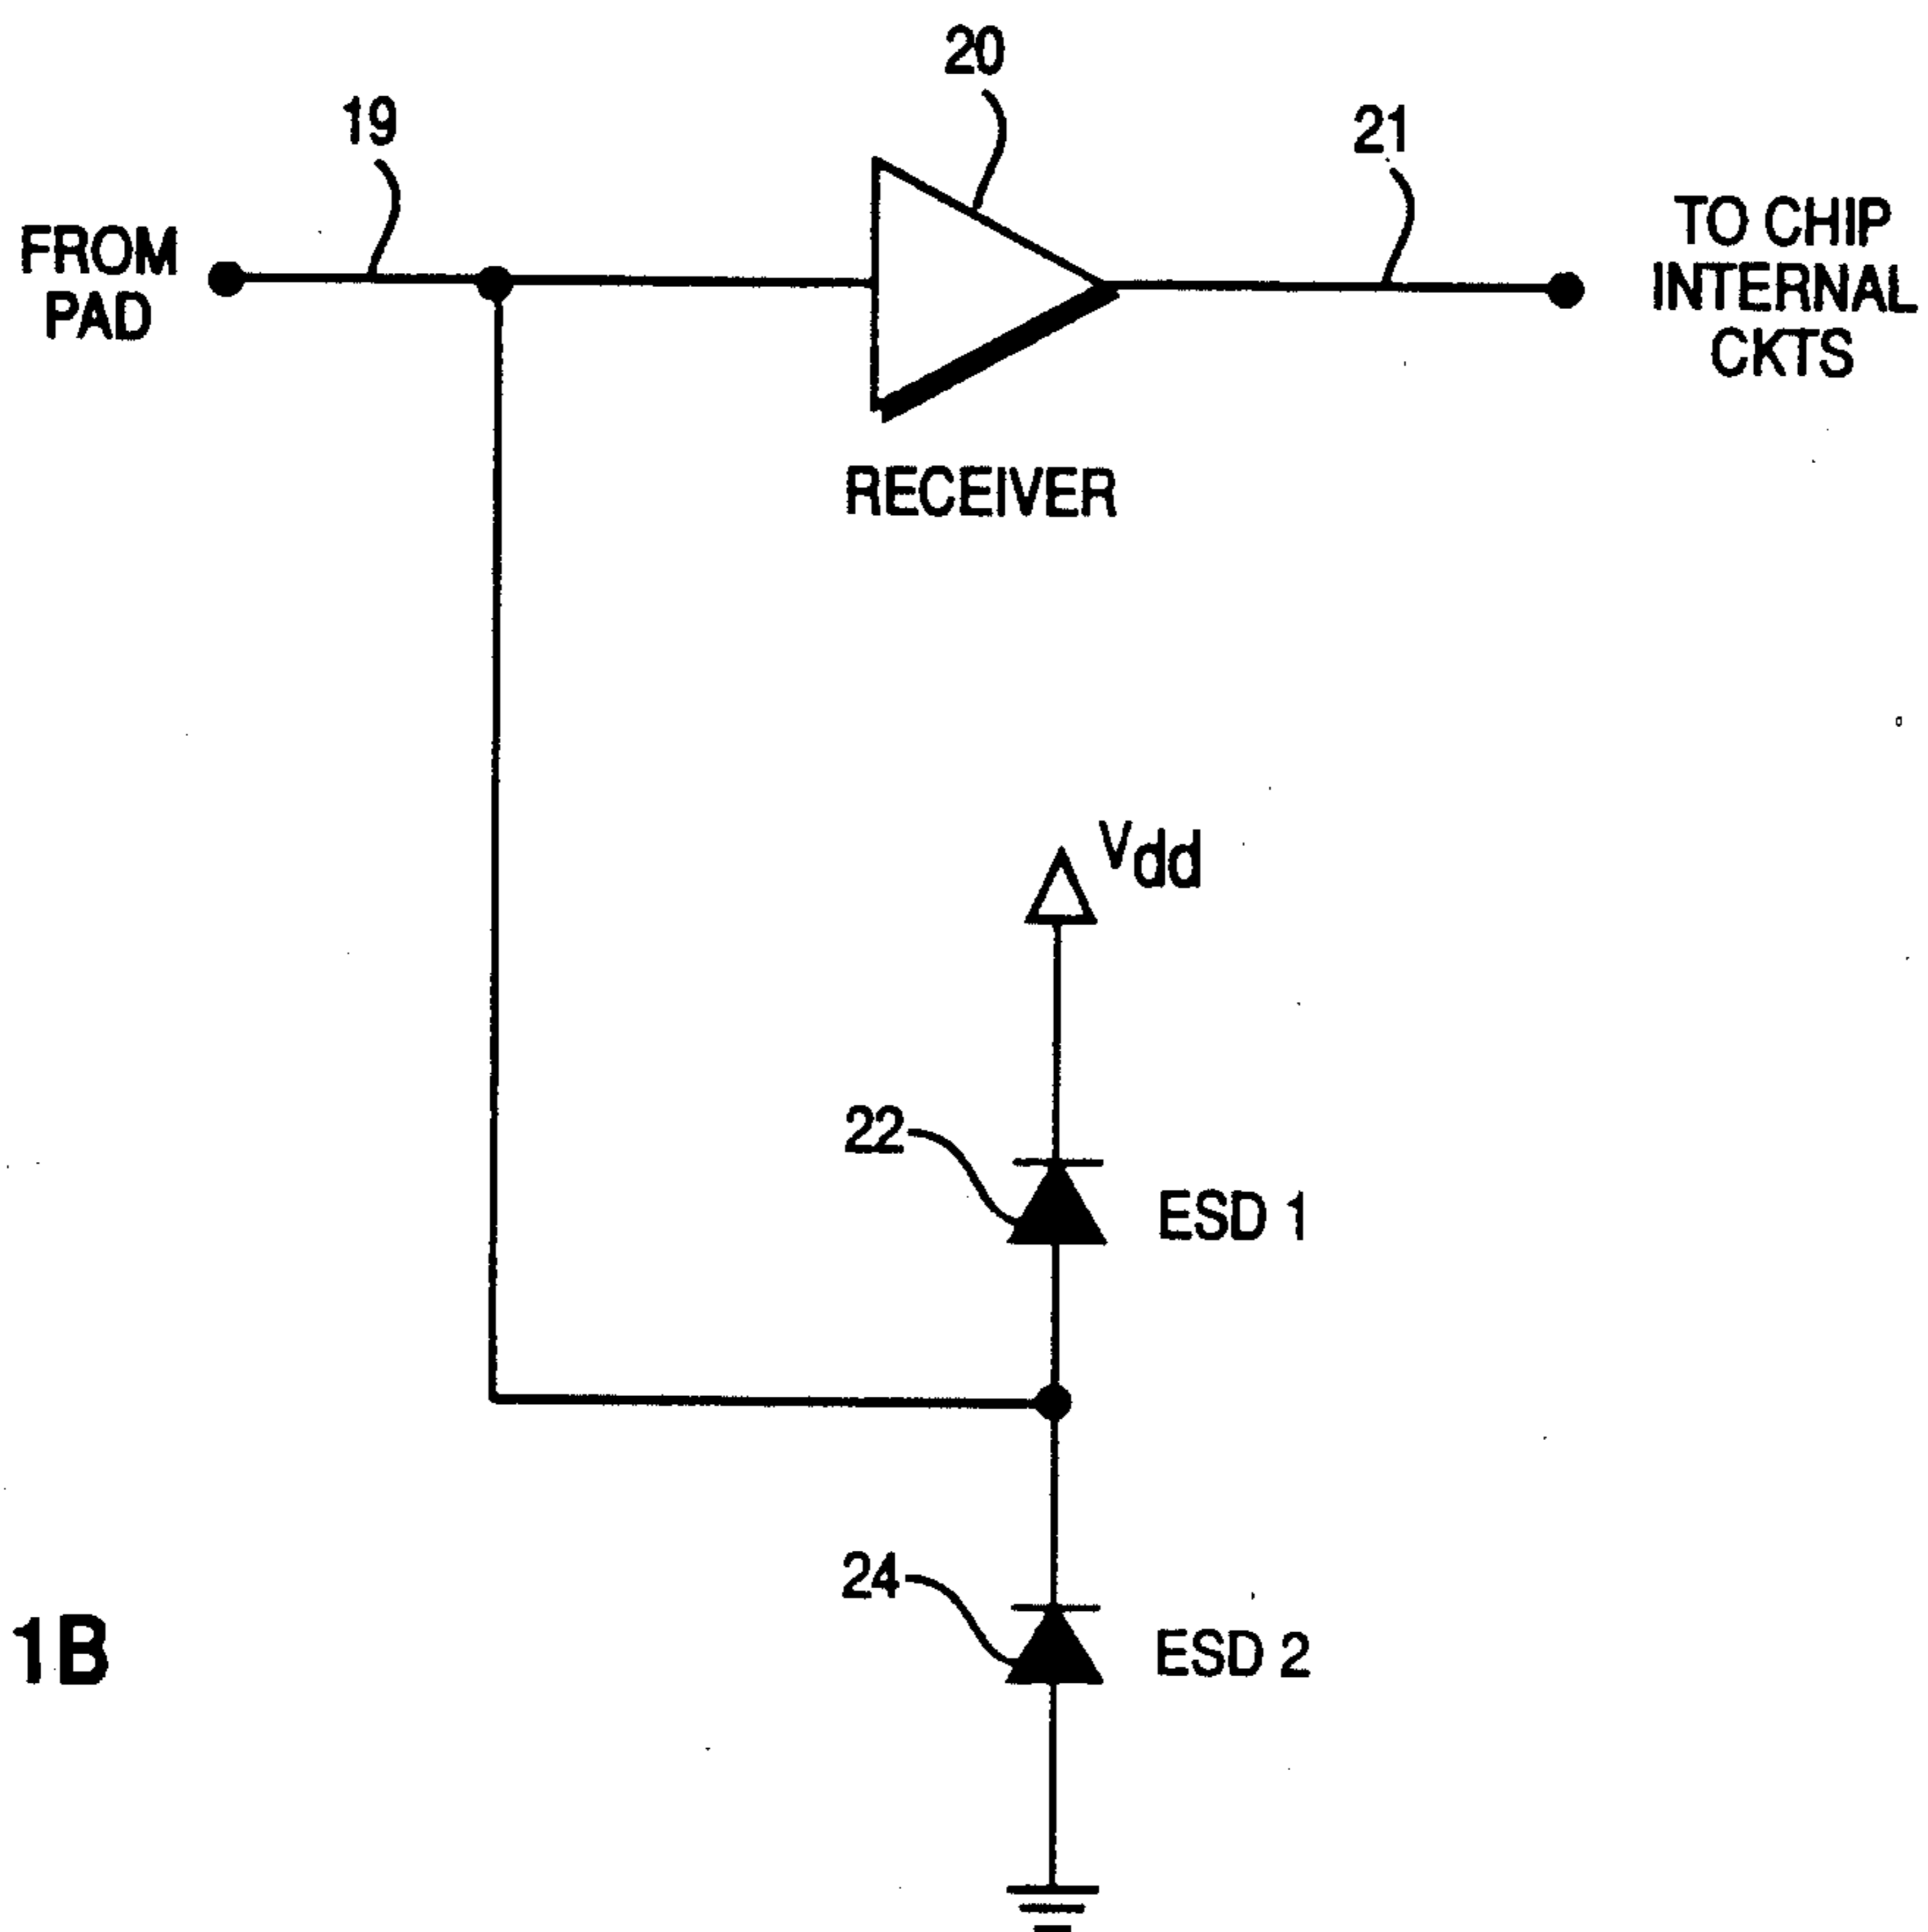 20
19
21
FROM
PAD
TO CHIP
INTERNAL
CKTS
RECEIVER
Vdd
22
ESD 1
24
ESD 2
1B